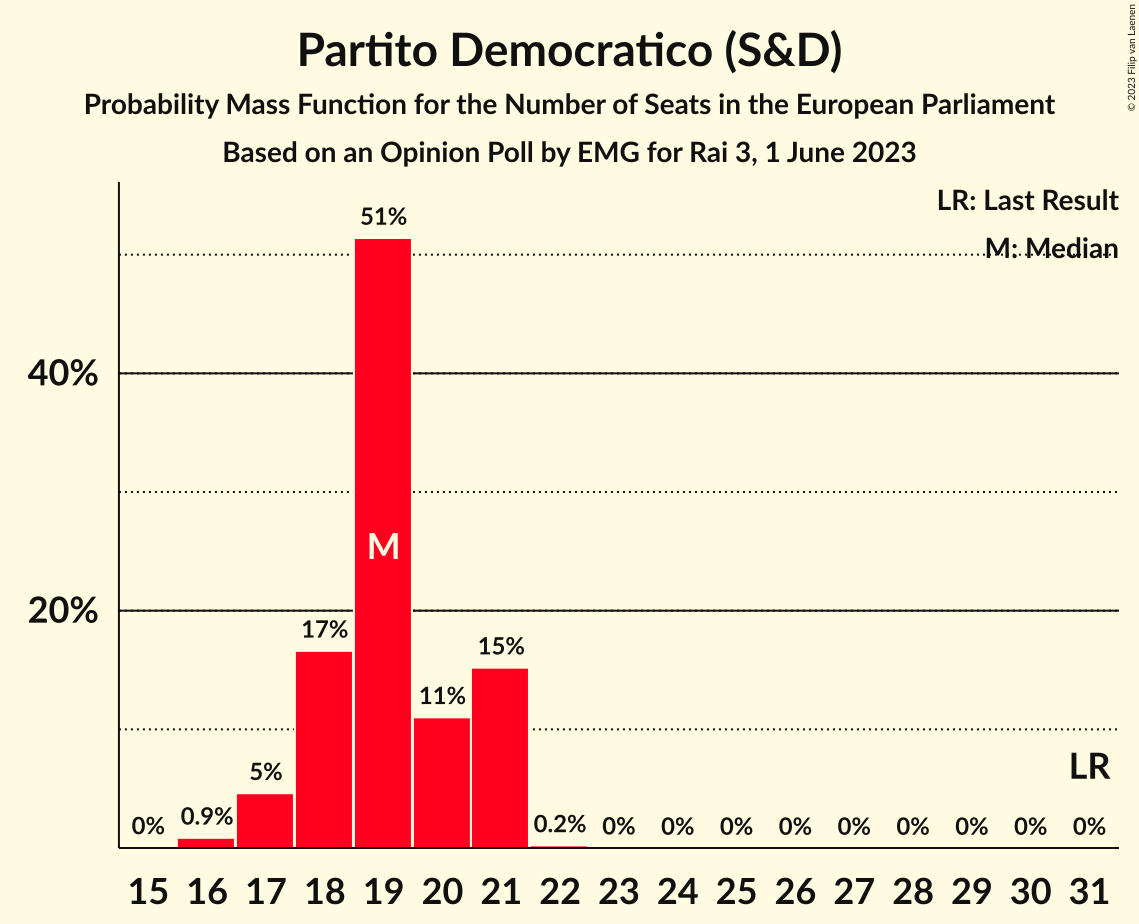 Partito Democratico (S&D)
Probability Mass Function for the Number of Seats in the European Parliament
Based on an Opinion Poll by EMG for Rai 3, 1 June 2023
© 2023 Filip van Laenen
LR: Last Result
M: Median
51%
40%
M
20%
17%
15%
11%
5%
LR
0% 0.9% 0.2% 0% 0% 0% 0% 0% 0% 0% 0% 0%
15 16 17 18 19 20 21 22 23 24 25 26 27 28 29 30 31